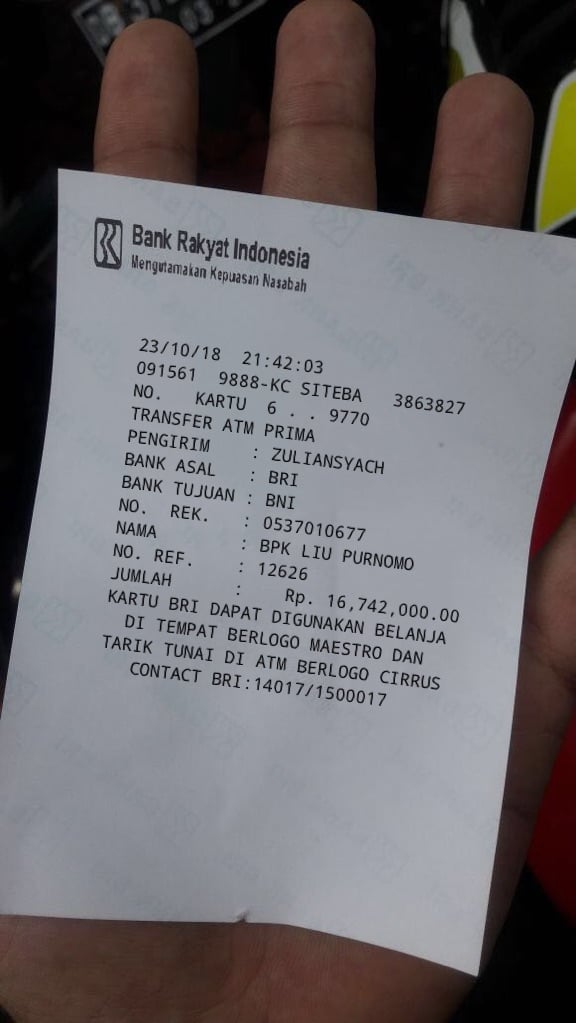 Bank Rakyat Indonesia
Mengutamakan Kepuasan Nasabah
23/10/18 21:42:03
091561 9888-KC SITEBA 3863827
NO. KARTU 6 . . 9770
TRANSFER ATM PRIMA
PENGIRIM : ZULIANSYACH
BANK ASAL : BRI
BANK TUJUAN : BNI
NO. REK. : 0537010677
NAMA : BPK LIU PURNOMO
NO. REF. : 12626
JUMLAH : Rp. 16,742,000.00
KARTU BRI DAPAT DIGUNAKAN BELANJA
DI TEMPAT BERLOGO MAESTRO DAN
TARIK TUNAI DI ATM BERLOGO CIRRUS
CONTACT BRI:14017/1500017